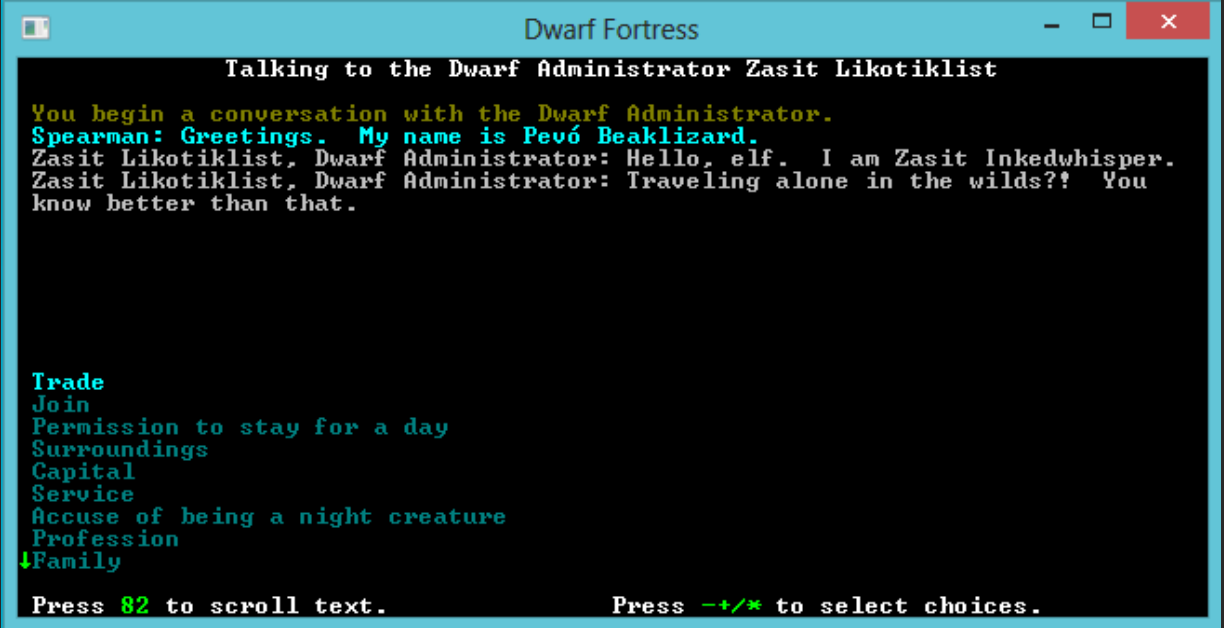 Dwarf Fortress
Talking to the Dwarf Administrator Zasit Likotiklist
You begin a conversation with the Dwarf Administrator.
Spearman: Greetings.  My name is Pevó Beaklizard.
Zasit Likotiklist, Dwarf Administrator: Hello, elf.  I am Zasit Inkedwhisper.
Zasit Likotiklist, Dwarf Administrator: Traveling alone in the wilds?!  You
know better than that.
Trade
Join
Permission to stay for a day
Surroundings
Capital
Service
Accuse of being a night creature
Profession
↓Family
Press 82 to scroll text. Press -+/* to select choices.